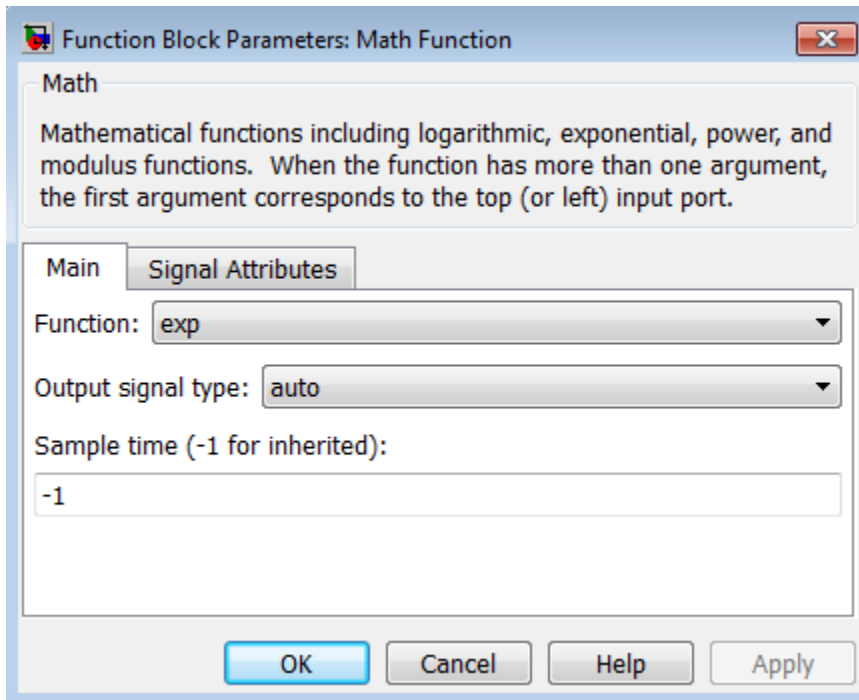 Function Block Parameters: Math Function
Math
Mathematical functions including logarithmic, exponential, power, and
modulus functions.  When the function has more than one argument,
the first argument corresponds to the top (or left) input port.
Main Signal Attributes
Function: exp
Output signal type: auto
Sample time (-1 for inherited):
-1
OK Cancel Help Apply